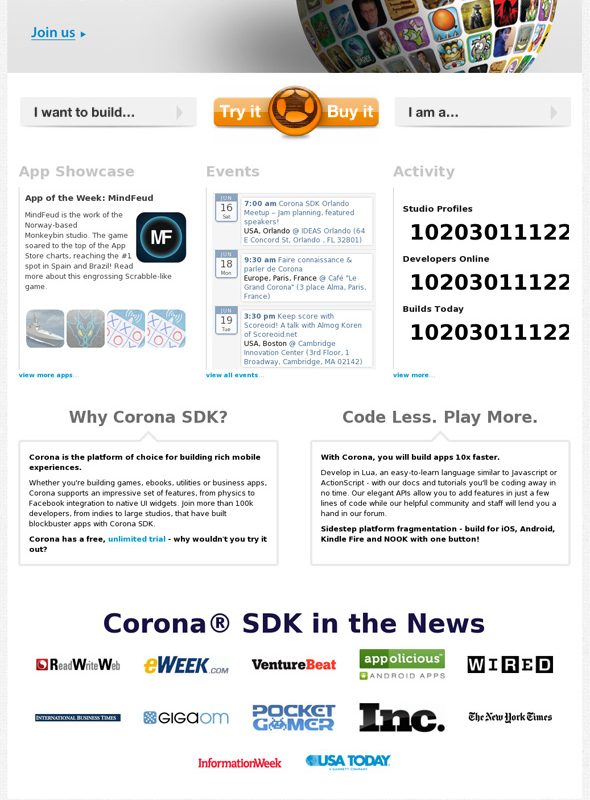 Join us
I want to build...
Try it
Buy it
I am a...
App Showcase
App of the Week: MindFeud
MindFeud is the work of the
Norway-based
Monkeybin studio. The game
soared to the top of the App
Store charts, reaching the #1
spot in Spain and Brazil! Read
more about this engrossing Scrabble-like
game.
MF
view more apps...
Events
JUN
16
Sat
7:00 am Corona SDK Orlando
Meetup – Jam planning, featured
speakers!
USA, Orlando @ IDEAS Orlando (64
E Concord St, Orlando , FL 32801)
JUN
18
Mon
9:30 am Faire connaissance &
parler de Corona
Europe, Paris, France @ Café "Le
Grand Corona" (3 place Alma, Paris,
France)
JUN
19
Tue
3:30 pm Keep score with
Scoreoid! A talk with Almog Koren
of Scoreoid.net
USA, Boston @ Cambridge
Innovation Center (3rd Floor, 1
Broadway, Cambridge, MA 02142)
view all events...
Activity
Studio Profiles
10203011122
Developers Online
10203011122
Builds Today
10203011122
view more...
Why Corona SDK?
Corona is the platform of choice for building rich mobile
experiences.
Whether you're building games, ebooks, utilities or business apps,
Corona supports an impressive set of features, from physics to
Facebook integration to native UI widgets. Join more than 100k
developers, from indies to large studios, that have built
blockbuster apps with Corona SDK.
Corona has a free, unlimited trial - why wouldn't you try it
out?
Code Less. Play More.
With Corona, you will build apps 10x faster.
Develop in Lua, an easy-to-learn language similar to Javascript or
ActionScript - with our docs and tutorials you'll be coding away in
no time. Our elegant APIs allow you to add features in just a few
lines of code while our helpful community and staff will lend you a
hand in our forum.
Sidestep platform fragmentation - build for iOS, Android,
Kindle Fire and NOOK with one button!
Corona® SDK in the News
ReadWriteWeb
eWEEK.COM
VentureBeat
appolicious™
ANDROID APPS
WIRED
INTERNATIONAL BUSINESS TIMES
GIGAOM
POCKET
GAMER
Inc.
The New York Times
InformationWeek
USA TODAY
A GANNETT COMPANY